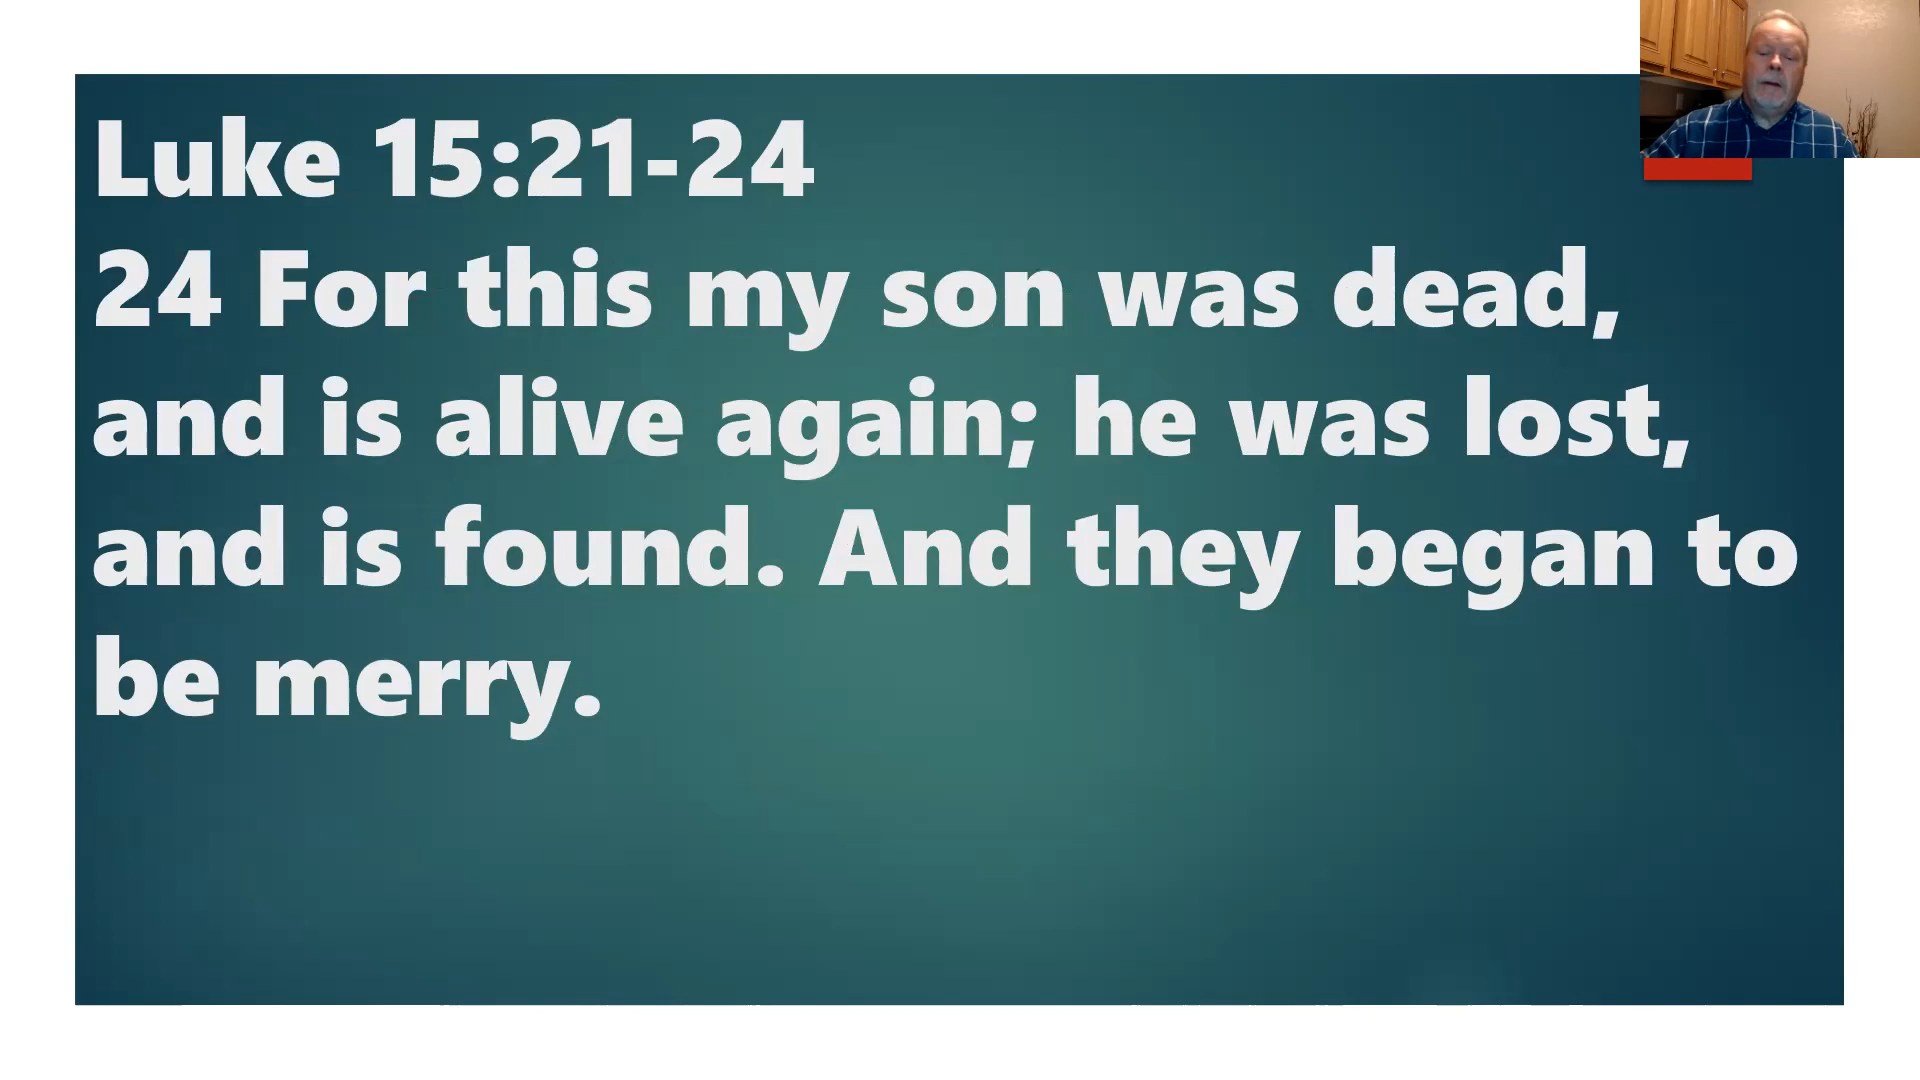 Luke 15:21-24
24 For this my son was dead,
and is alive again; he was lost,
and is found. And they began to
be merry.